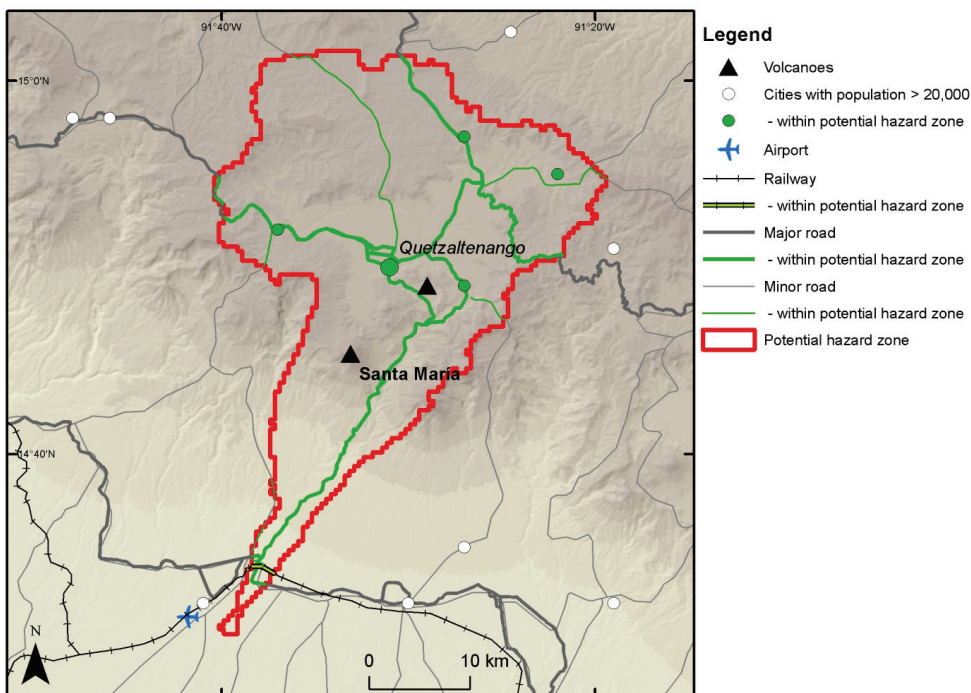 91°40'W
91°20'W
15°0'N
Quetzaltenango
Santa María
14°40'N
N
0
10 km
Legend
Volcanoes
Cities with population > 20,000
- within potential hazard zone
Airport
Railway
- within potential hazard zone
Major road
- within potential hazard zone
Minor road
- within potential hazard zone
Potential hazard zone